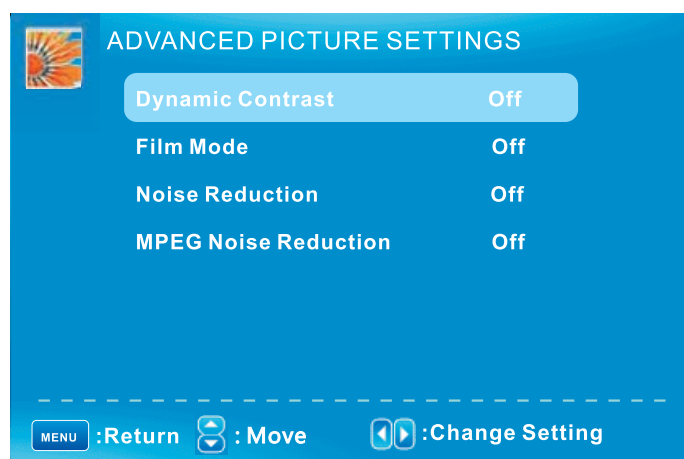 ADVANCED PICTURE SETTINGS
Dynamic Contrast Off
Film Mode Off
Noise Reduction Off
MPEG Noise Reduction Off
MENU :Return : Move :Change Setting